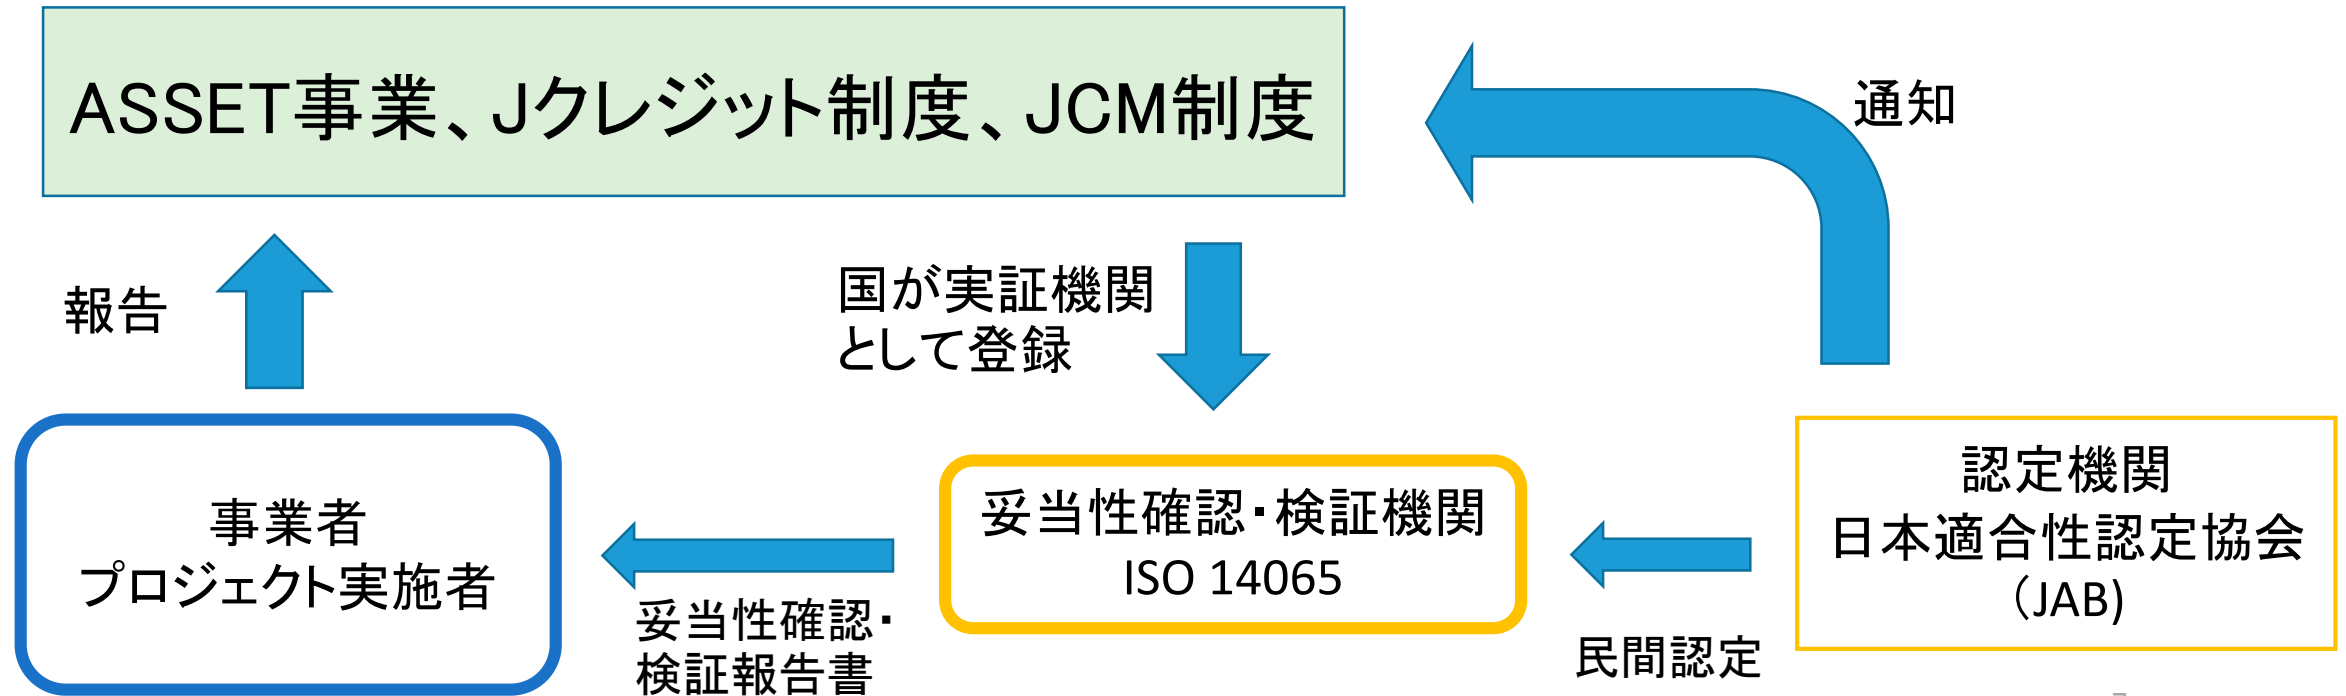 ASSET事業、Jクレジット制度、JCM制度
通知
報告
国が実証機関
として登録
事業者
プロジェクト実施者
妥当性確認・
検証報告書
妥当性確認・検証機関
ISO 14065
民間認定
認定機関
日本適合性認定協会
（JAB)